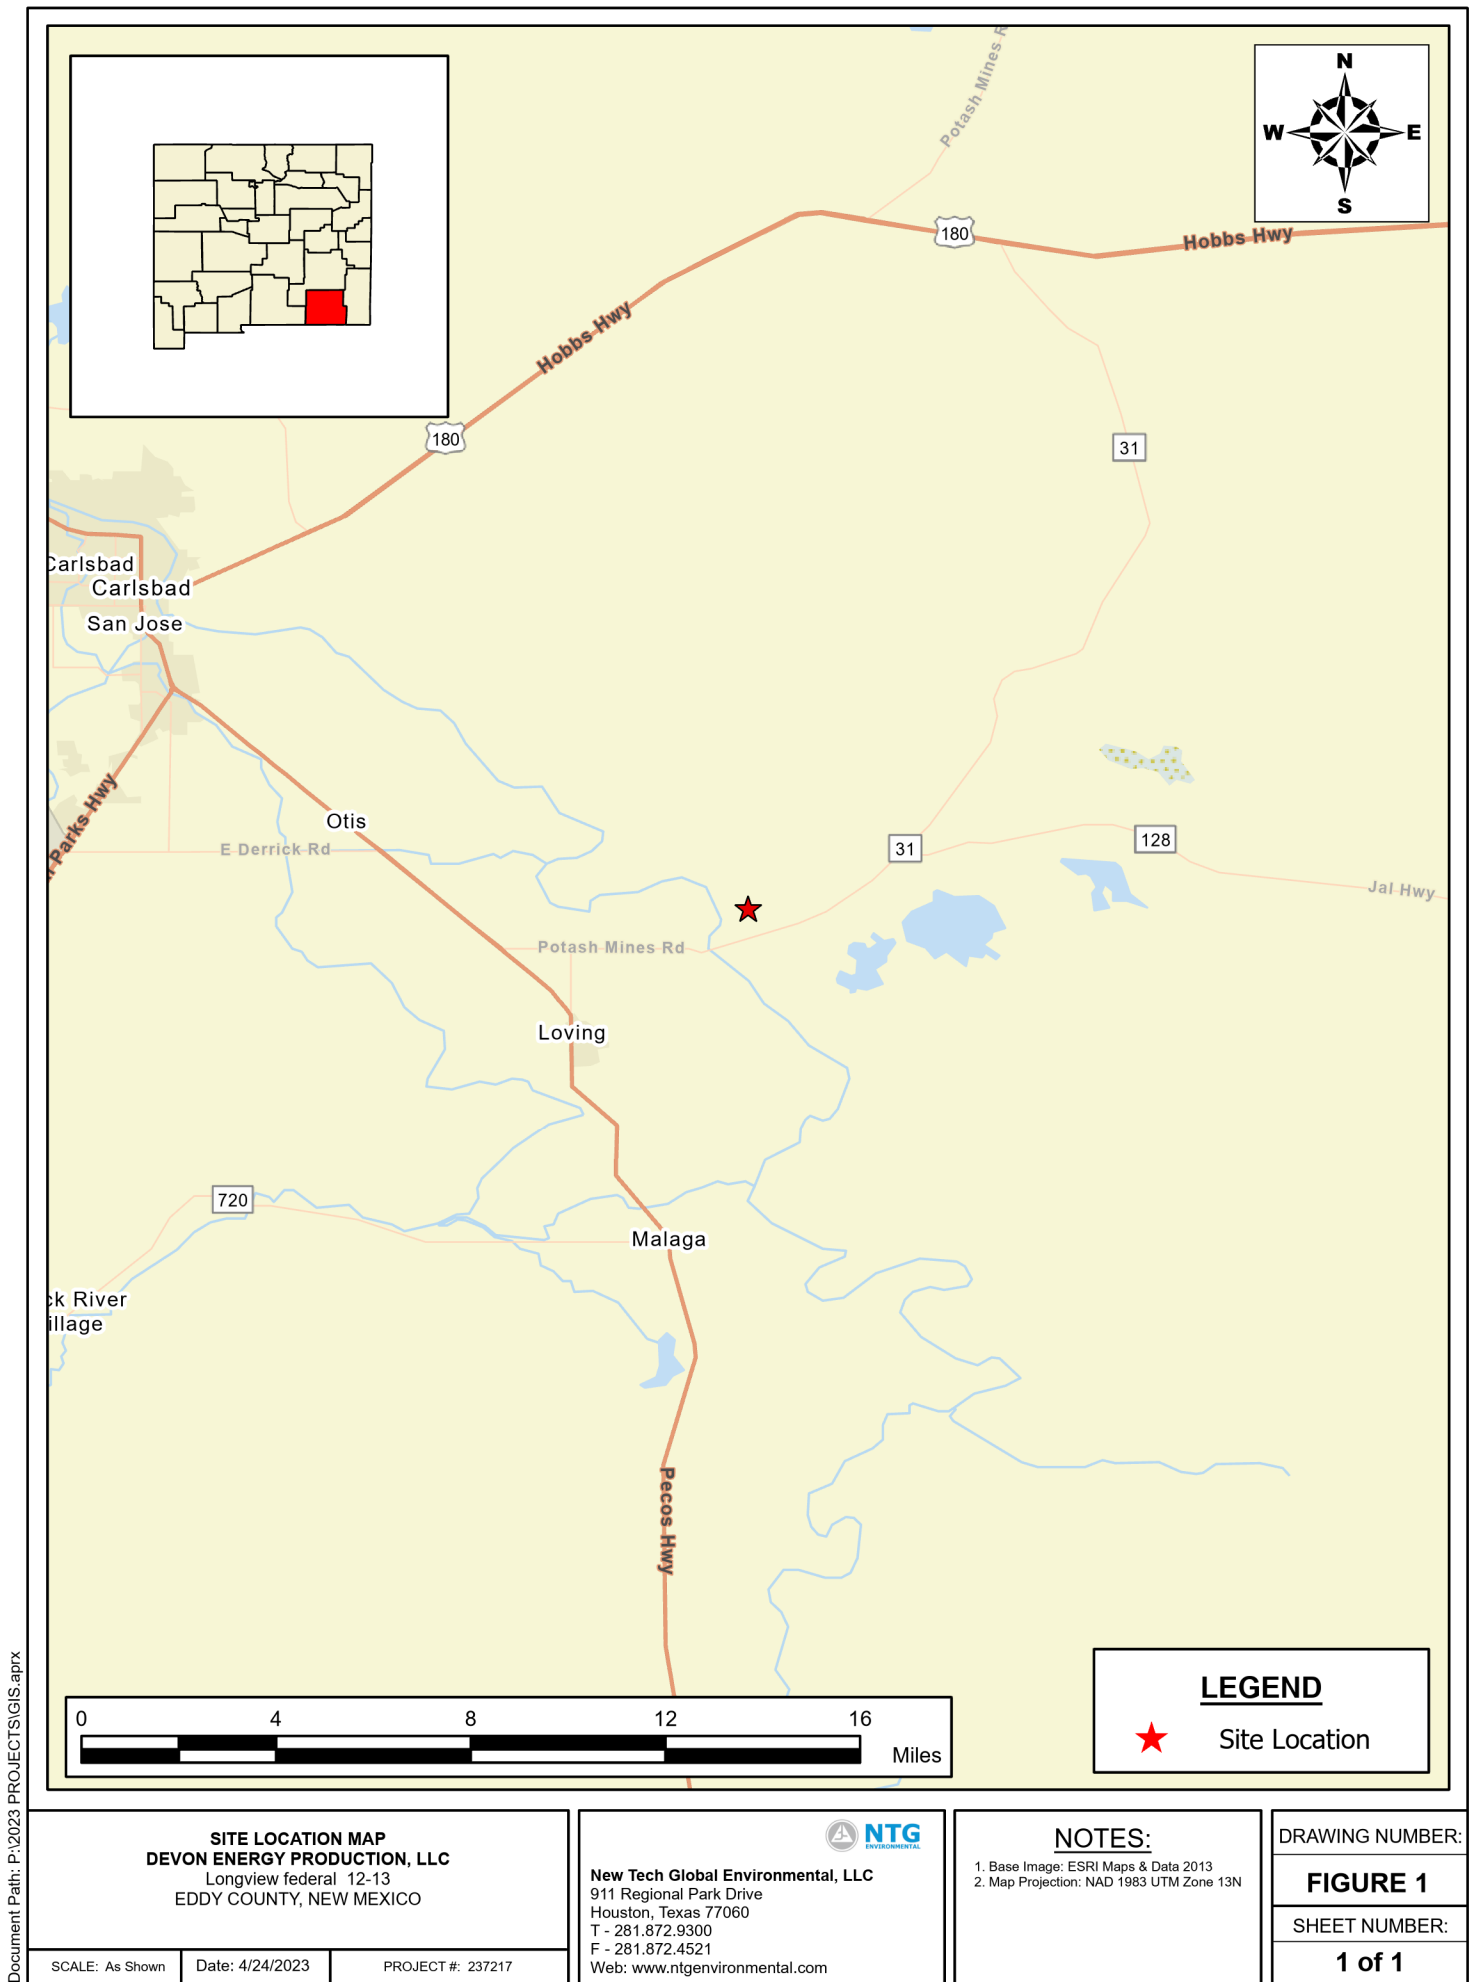 N
W E
S
Potash Mines R
180
Hobbs Hwy
Hobbs Hwy
180
31
Carlsbad
Carlsbad
San Jose
Parks Hwy
Otis
E Derrick Rd
31
128
Jal Hwy
Potash Mines Rd
Loving
720
Malaga
ck River
illage
Pecos Hwy
0 4 8 12 16
Miles
LEGEND
Site Location
Document Path: P:\2023 PROJECTS\GIS.aprx
SITE LOCATION MAP
DEVON ENERGY PRODUCTION, LLC
Longview federal 12-13
EDDY COUNTY, NEW MEXICO
SCALE: As Shown
Date: 4/24/2023
PROJECT #: 237217
NTG
ENVIRONMENTAL
New Tech Global Environmental, LLC
911 Regional Park Drive
Houston, Texas 77060
T - 281.872.9300
F - 281.872.4521
Web: www.ntgenvironmental.com
NOTES:
1. Base Image: ESRI Maps & Data 2013
2. Map Projection: NAD 1983 UTM Zone 13N
DRAWING NUMBER:
FIGURE 1
SHEET NUMBER:
1 of 1